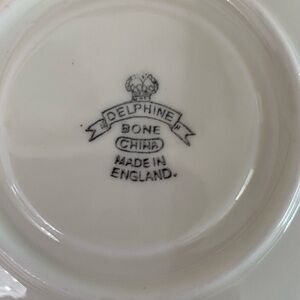 "DELPHINE"
BONE
CHINA
MADE IN
ENGLAND.